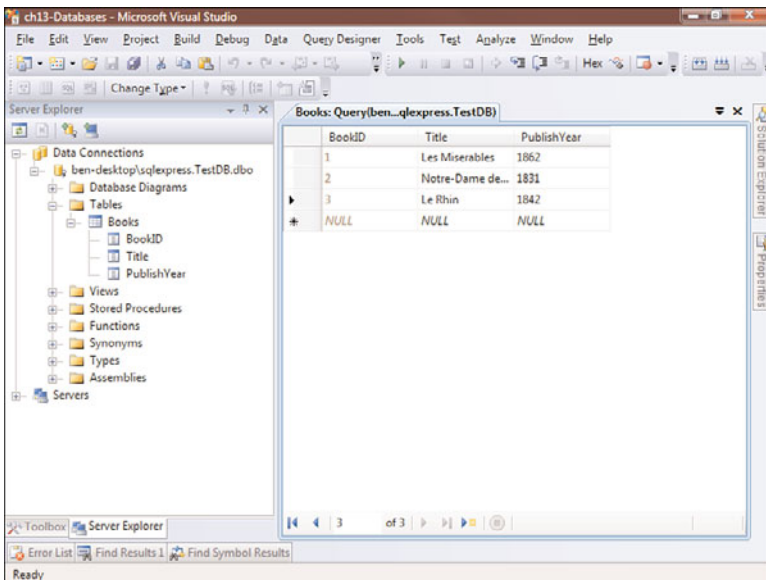 ch13-Databases - Microsoft Visual Studio
File Edit View Project Build Debug Data Query Designer Tools Test Analyze Window Help
Hex
Change Type
Server Explorer
Books: Query(ben...qlexpress.TestDB)
Data Connections
ben-desktop\sqlexpress.TestDB.dbo
Database Diagrams
Tables
Books
BookID
Title
PublishYear
Views
Stored Procedures
Functions
Synonyms
Types
Assemblies
Servers
BookID Title PublishYear
1 Les Miserables 1862
2 Notre-Dame de... 1831
3 Le Rhin 1842
NULL NULL NULL
Solution Explorer
Properties
3 of 3
Toolbox Server Explorer
Error List Find Results 1 Find Symbol Results
Ready